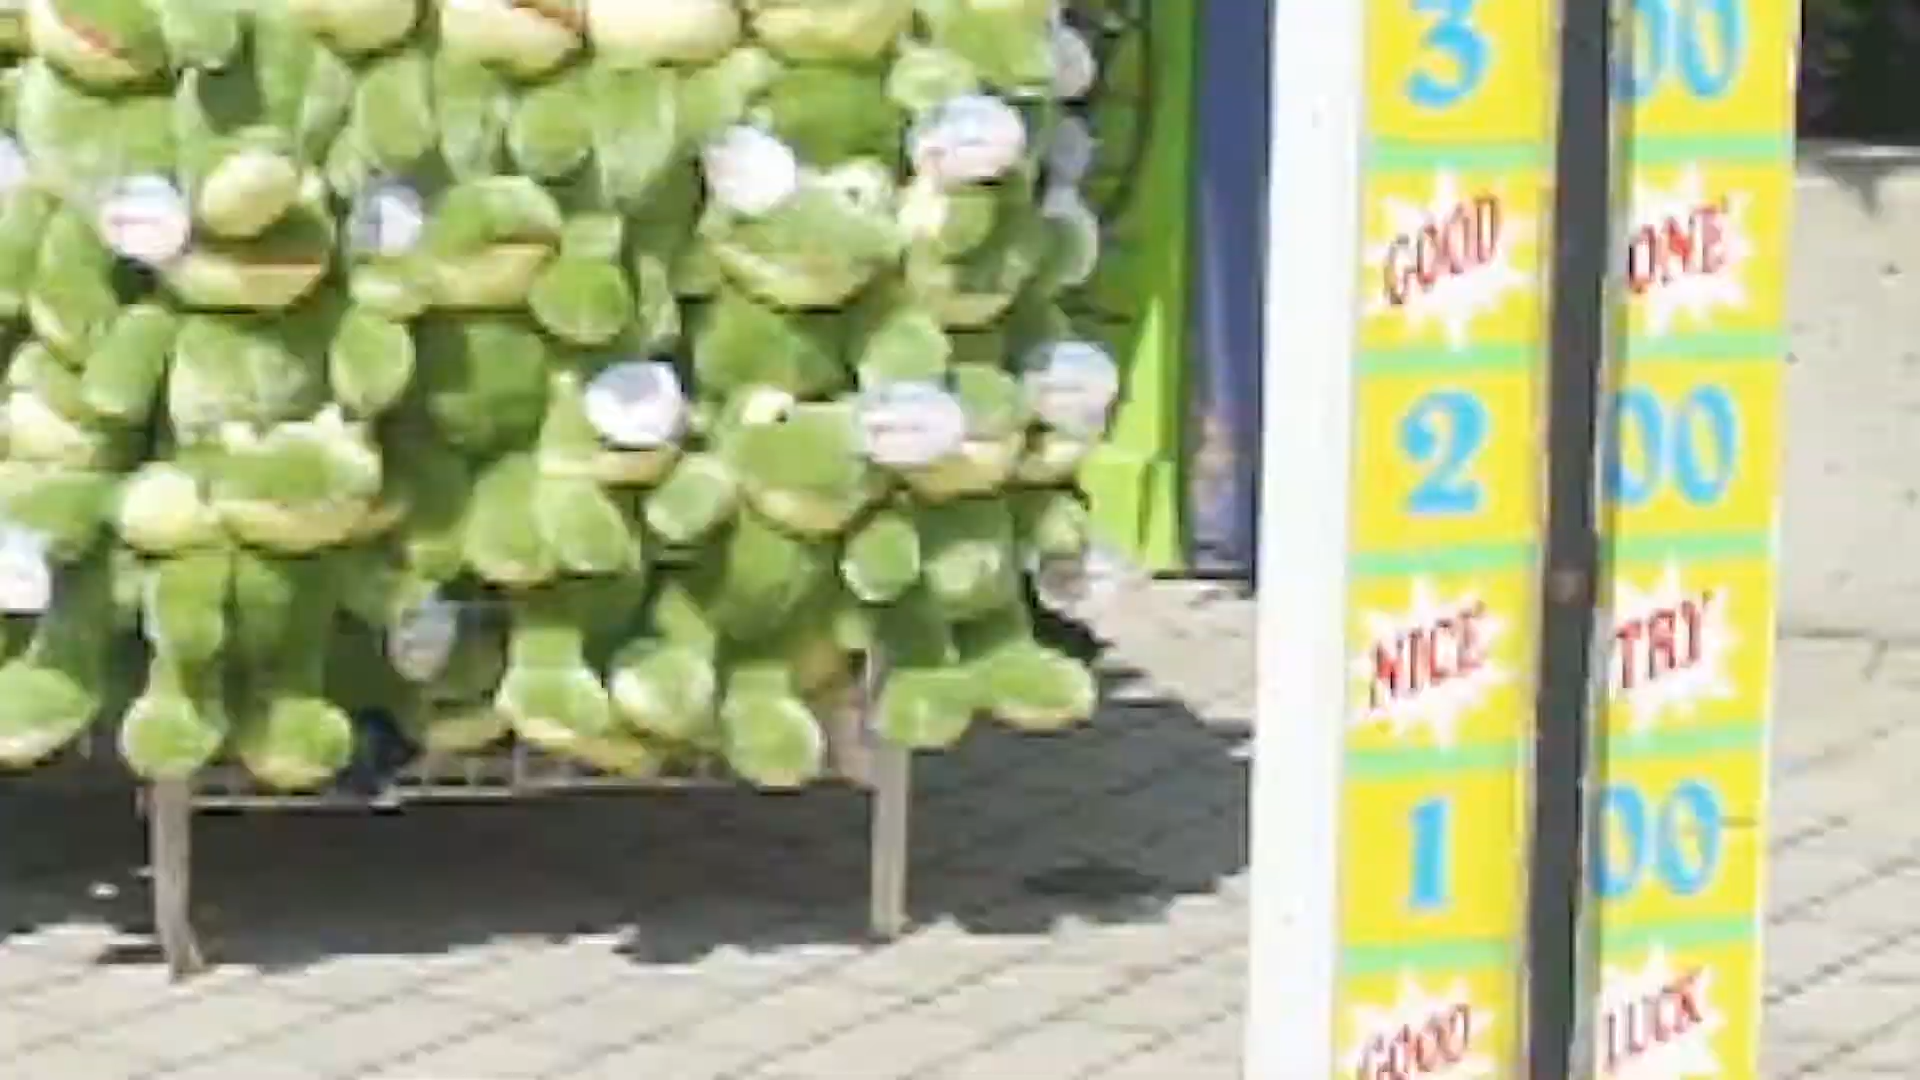 3 00
GOOD ONE
2 00
NICE TRY
1 00
GOOD LUCK